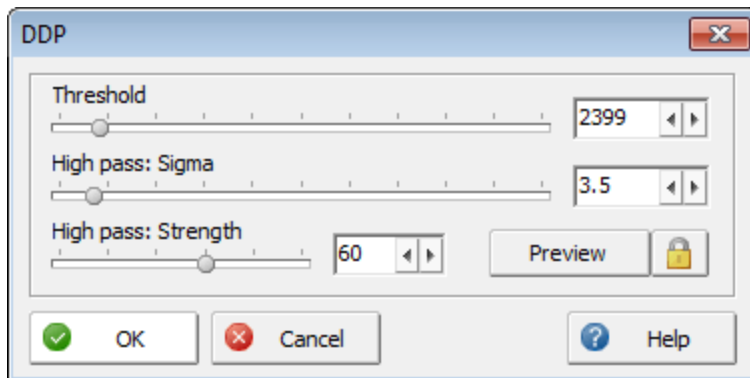 DDP
Threshold
2399
High pass: Sigma
3.5
High pass: Strength
60
Preview
OK
Cancel
Help